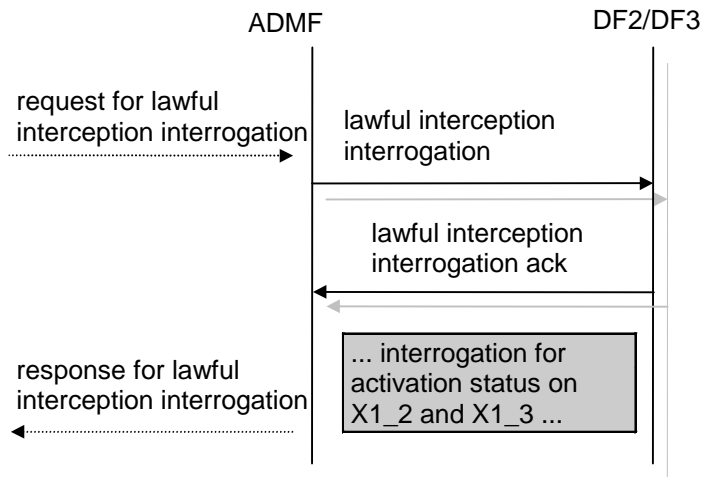 ADMF
DF2/DF3
request for lawful
interception interrogation
lawful interception
interrogation
lawful interception
interrogation ack
... interrogation for
activation status on
X1_2 and X1_3 ...
response for lawful
interception interrogation